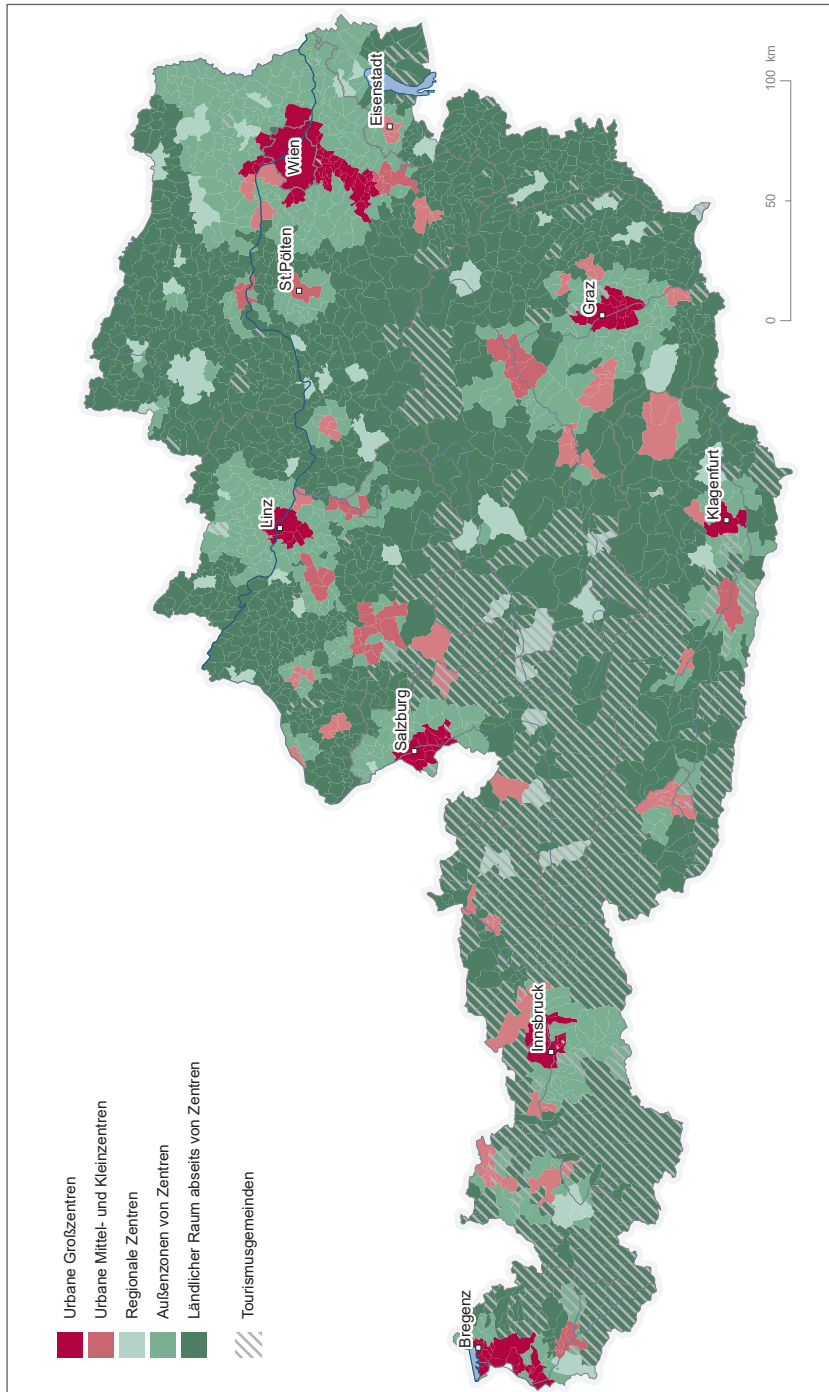 Urbane Großzentren
Urbane Mittel- und Kleinzentren
Regionale Zentren
Außenzonen von Zentren
Ländlicher Raum abseits von Zentren
Tourismusgemeinden
Linz
St.Pölten
Wien
Eisenstadt
Salzburg
Bregenz
Innsbruck
Graz
Klagenfurt
0 50 100 km